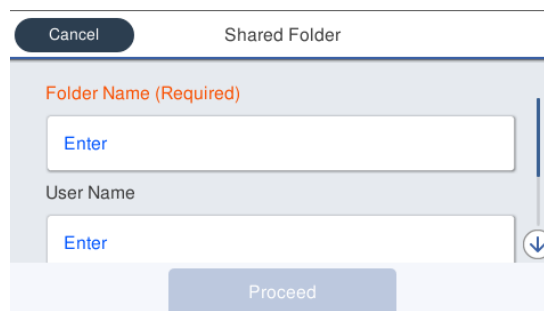 Cancel
Shared Folder
Folder Name (Required)
Enter
User Name
Enter
Proceed